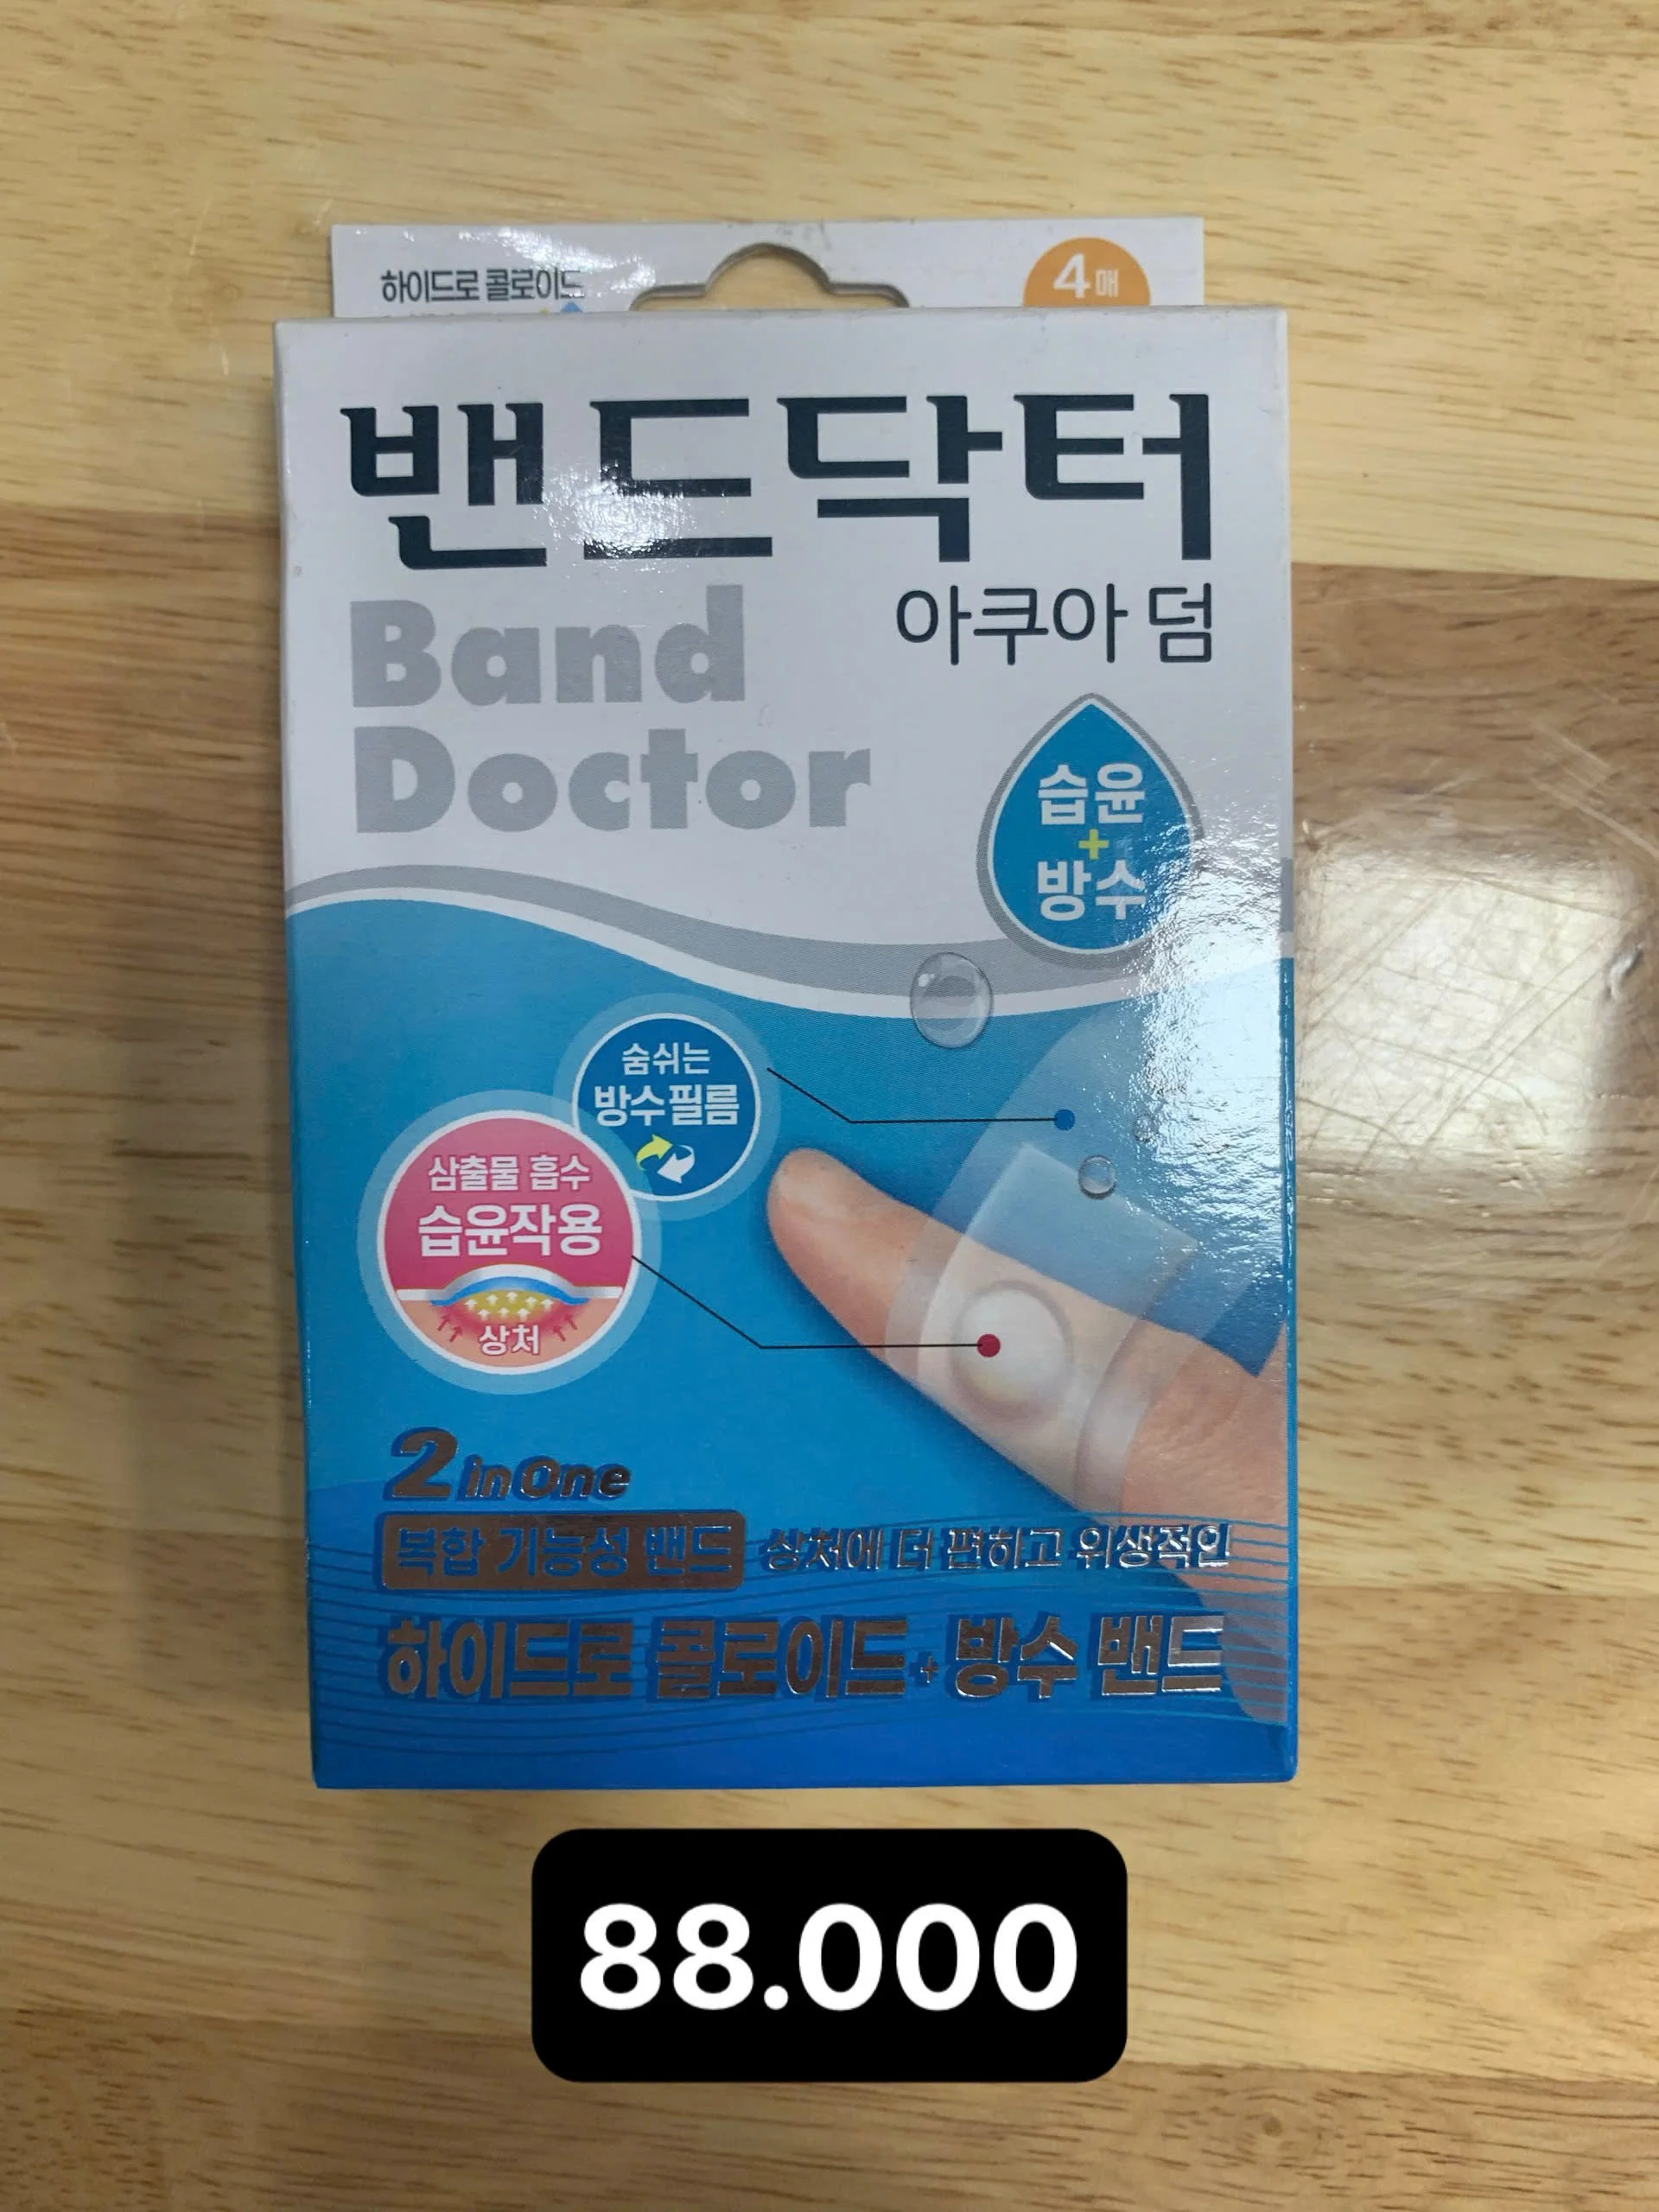 하이드로 콜로이드
4매
밴드닥터
아쿠아 덤
Band
Doctor
습윤
+
방수
숨쉬는
방수필름
삼출물 흡수
습윤작용
상처
2 in One
복합 기능성 밴드 상처에 더 편하고 위생적인
하이드로 콜로이드+방수 밴드
88.000